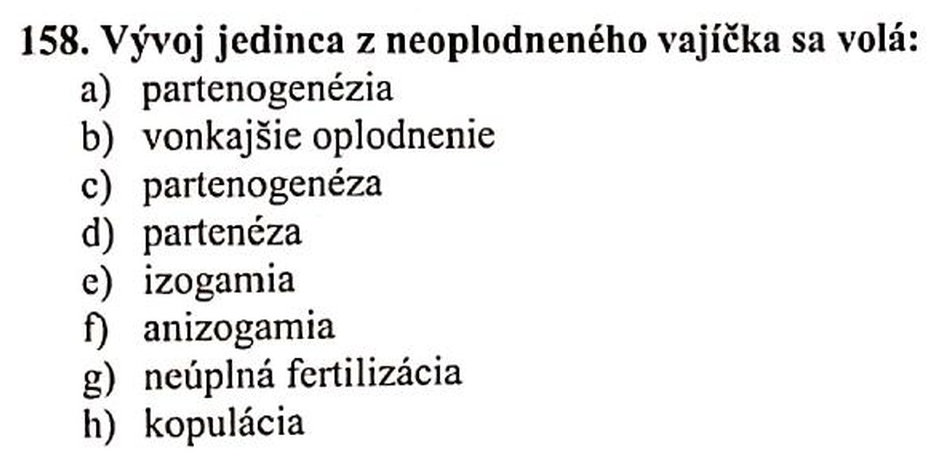 158. Vývoj jedinca z neoplodneného vajíčka sa volá:
a) partenogenézia
b) vonkajšie oplodnenie
c) partenogenéza
d) partenéza
e) izogamia
f) anizogamia
g) neúplná fertilizácia
h) kopulácia